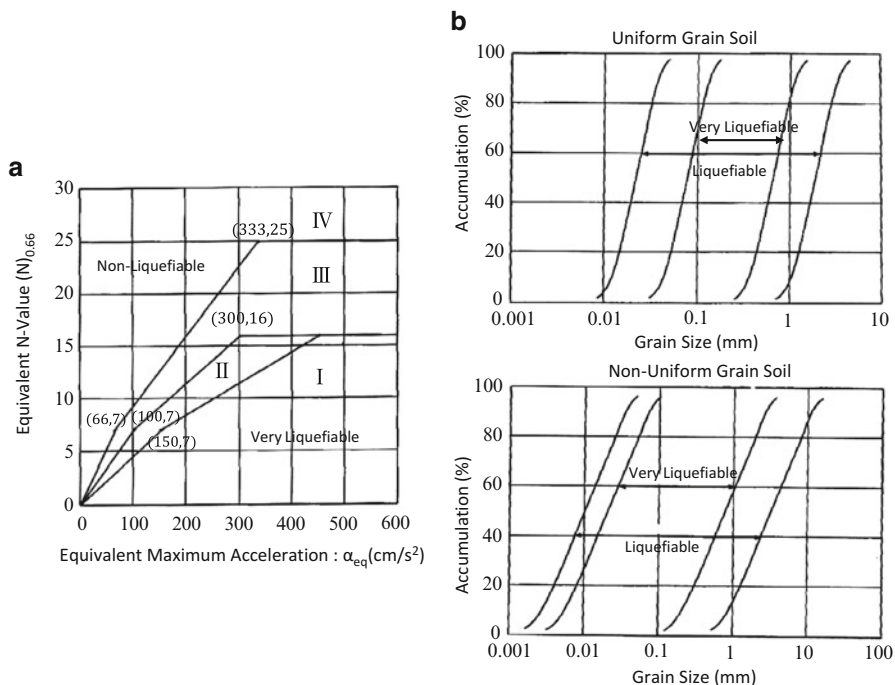 a
30
25
20
15
10
5
0
Equivalent N-Value (N)0.66
Non-Liquefiable
(333,25)
IV
III
(300,16)
II
I
(66,7)
(100,7)
(150,7)
Very Liquefiable
0 100 200 300 400 500 600
Equivalent Maximum Acceleration : αeq(cm/s²)
b
Uniform Grain Soil
100
80
60
40
20
0
Accumulation (%)
Very Liquefiable
Liquefiable
0.001 0.01 0.1 1 10
Grain Size (mm)
Non-Uniform Grain Soil
100
80
60
40
20
0
Accumulation (%)
Very Liquefiable
Liquefiable
0.001 0.01 0.1 1 10 100
Grain Size (mm)